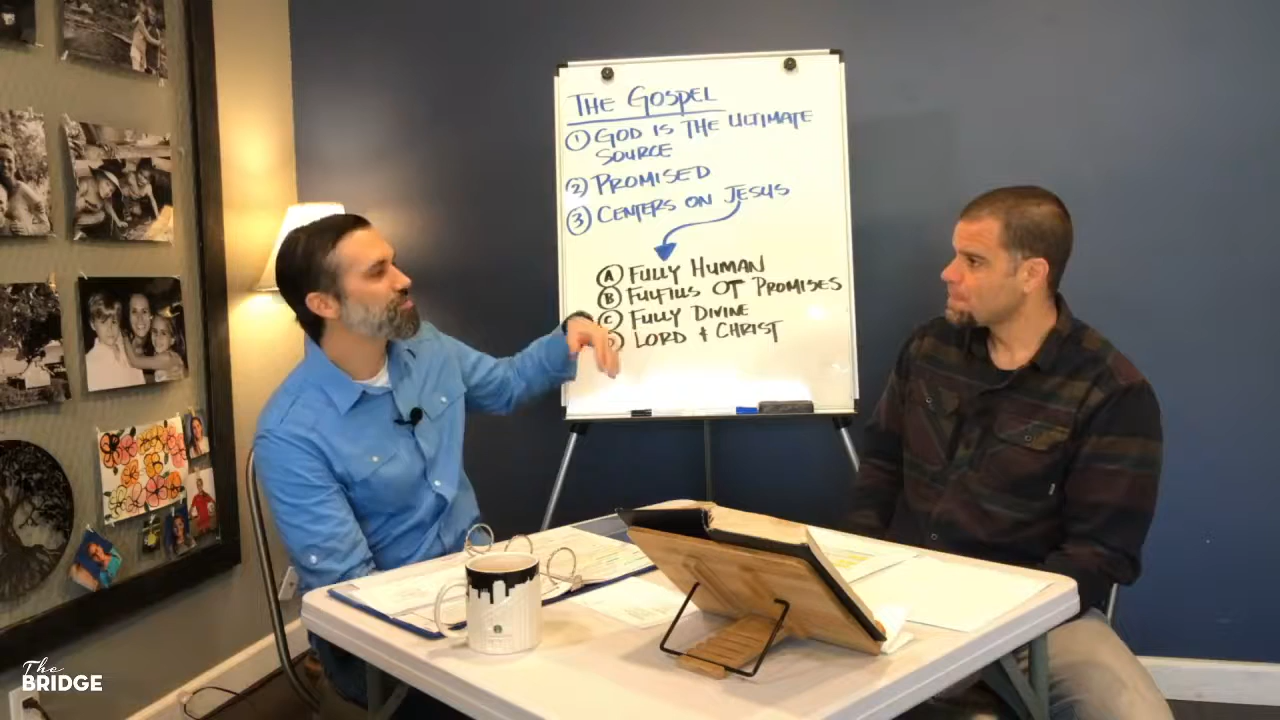 THE GOSPEL
① GOD IS THE ULTIMATE
SOURCE
② PROMISED
③ CENTERS ON JESUS
Ⓐ FULLY HUMAN
Ⓑ FULFILLS OT PROMISES
Ⓒ FULLY DIVINE
LORD & CHRIST
The
BRIDGE